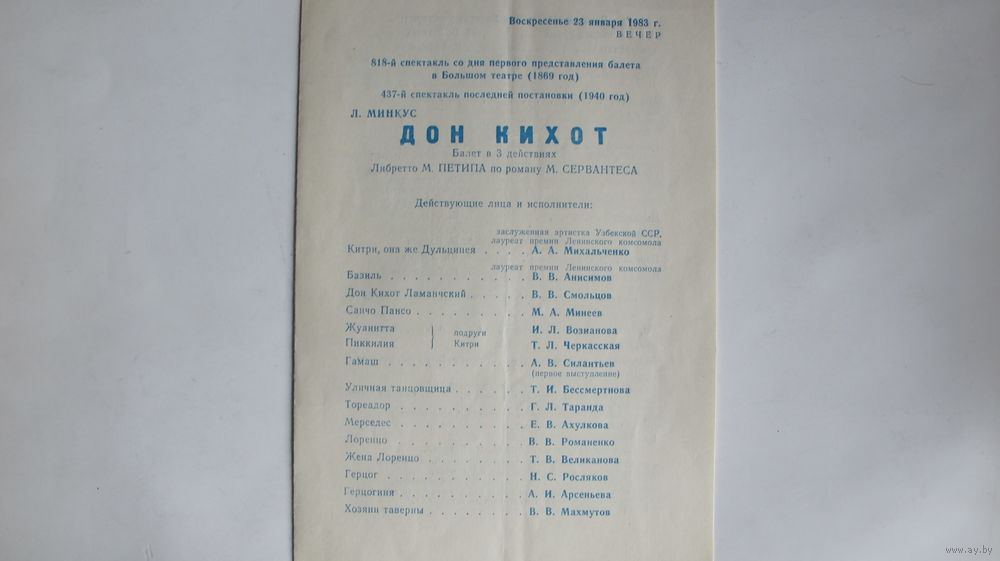 Воскресенье 23 января 1983 г.
ВЕЧЕР
818-й спектакль со дня первого представления балета
в Большом театре (1869 год)
437-й спектакль последней постановки (1940 год)
Л. МИНКУС
ДОН КИХОТ
Балет в 3 действиях
Либретто М. ПЕТИПА по роману М. СЕРВАНТЕСА
Действующие лица и исполнители:
заслуженная артистка Узбекской ССР,
лауреат премии Ленинского комсомола
Китри, она же Дульцинея . . . . А. А. Михальченко
лауреат премии Ленинского комсомола
Базиль . . . . . . . . . . . В. В. Анисимов
Дон Кихот Ламанчский . . . . . В. В. Смольцов
Санчо Пансо . . . . . . . . . М. А. Минеев
Жуанитта } подруги И. Л. Возианова
Пиккилия } Китри Т. Л. Черкасская
Гамаш . . . . . . . . . . . А. В. Силантьев
(первое выступление)
Уличная танцовщица . . . . . . Т. И. Бессмертнова
Тореадор . . . . . . . . . . Г. Л. Таранда
Мерседес . . . . . . . . . . Е. В. Ахулкова
Лоренцо . . . . . . . . . . В. В. Романенко
Жена Лоренцо . . . . . . . . Т. В. Великанова
Герцог . . . . . . . . . . . Н. С. Росляков
Герцогиня . . . . . . . . . . А. И. Арсеньева
Хозяин таверны . . . . . . . . В. В. Махмутов
www.ay.by